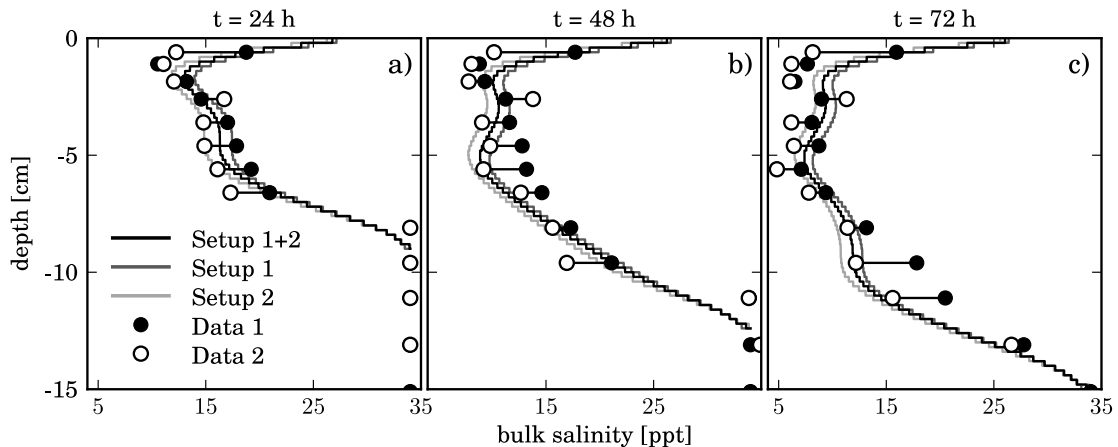 t = 24 h
t = 48 h
t = 72 h
0
-5
-10
-15
depth [cm]
a)
b)
c)
Setup 1+2
Setup 1
Setup 2
Data 1
Data 2
5 15 25 35
15 25
5 15 25 35
bulk salinity [ppt]